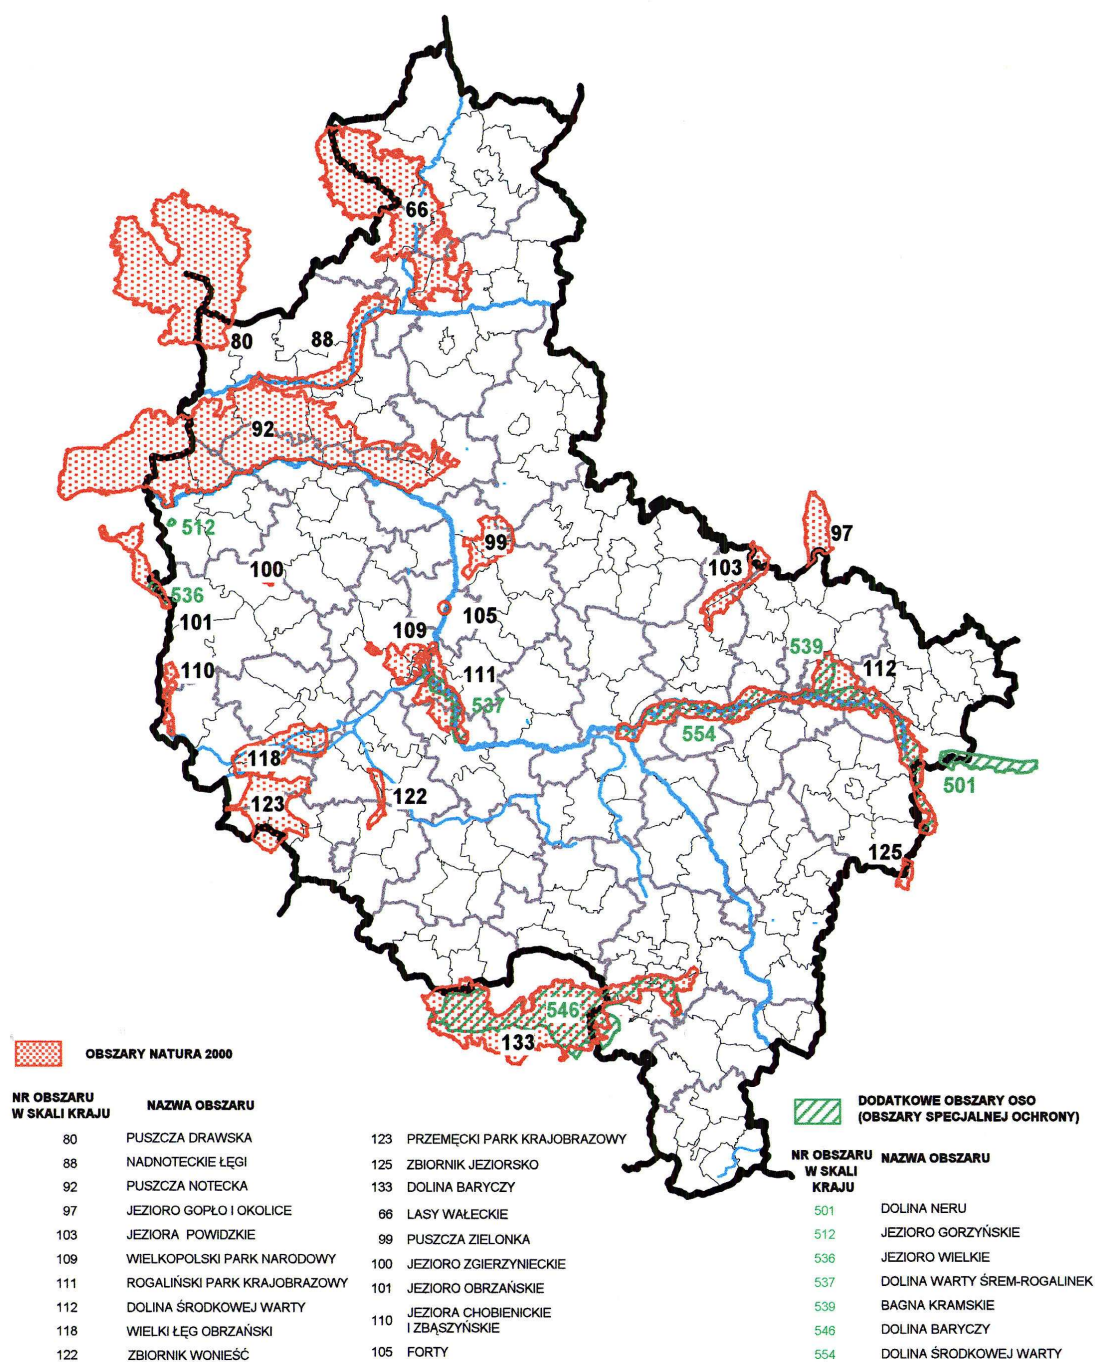 66
80
88
92
512
99
97
103
100
536
101
105
109
539
110
111
112
537
554
118
501
123
122
125
546
133
OBSZARY NATURA 2000
NR OBSZARU
W SKALI KRAJU
NAZWA OBSZARU
80 PUSZCZA DRAWSKA
88 NADNOTECKIE ŁĘGI
92 PUSZCZA NOTECKA
97 JEZIORO GOPŁO I OKOLICE
103 JEZIORA POWIDZKIE
109 WIELKOPOLSKI PARK NARODOWY
111 ROGALIŃSKI PARK KRAJOBRAZOWY
112 DOLINA ŚRODKOWEJ WARTY
118 WIELKI ŁĘG OBRZAŃSKI
122 ZBIORNIK WONIEŚĆ
123 PRZEMĘCKI PARK KRAJOBRAZOWY
125 ZBIORNIK JEZIORSKO
133 DOLINA BARYCZY
66 LASY WAŁECKIE
99 PUSZCZA ZIELONKA
100 JEZIORO ZGIERZYNIECKIE
101 JEZIORO OBRZAŃSKIE
110 JEZIORA CHOBIENICKIE
I ZBĄSZYŃSKIE
105 FORTY
DODATKOWE OBSZARY OSO
(OBSZARY SPECJALNEJ OCHRONY)
NR OBSZARU
W SKALI
KRAJU
NAZWA OBSZARU
501 DOLINA NERU
512 JEZIORO GORZYŃSKIE
536 JEZIORO WIELKIE
537 DOLINA WARTY ŚREM-ROGALINEK
539 BAGNA KRAMSKIE
546 DOLINA BARYCZY
554 DOLINA ŚRODKOWEJ WARTY